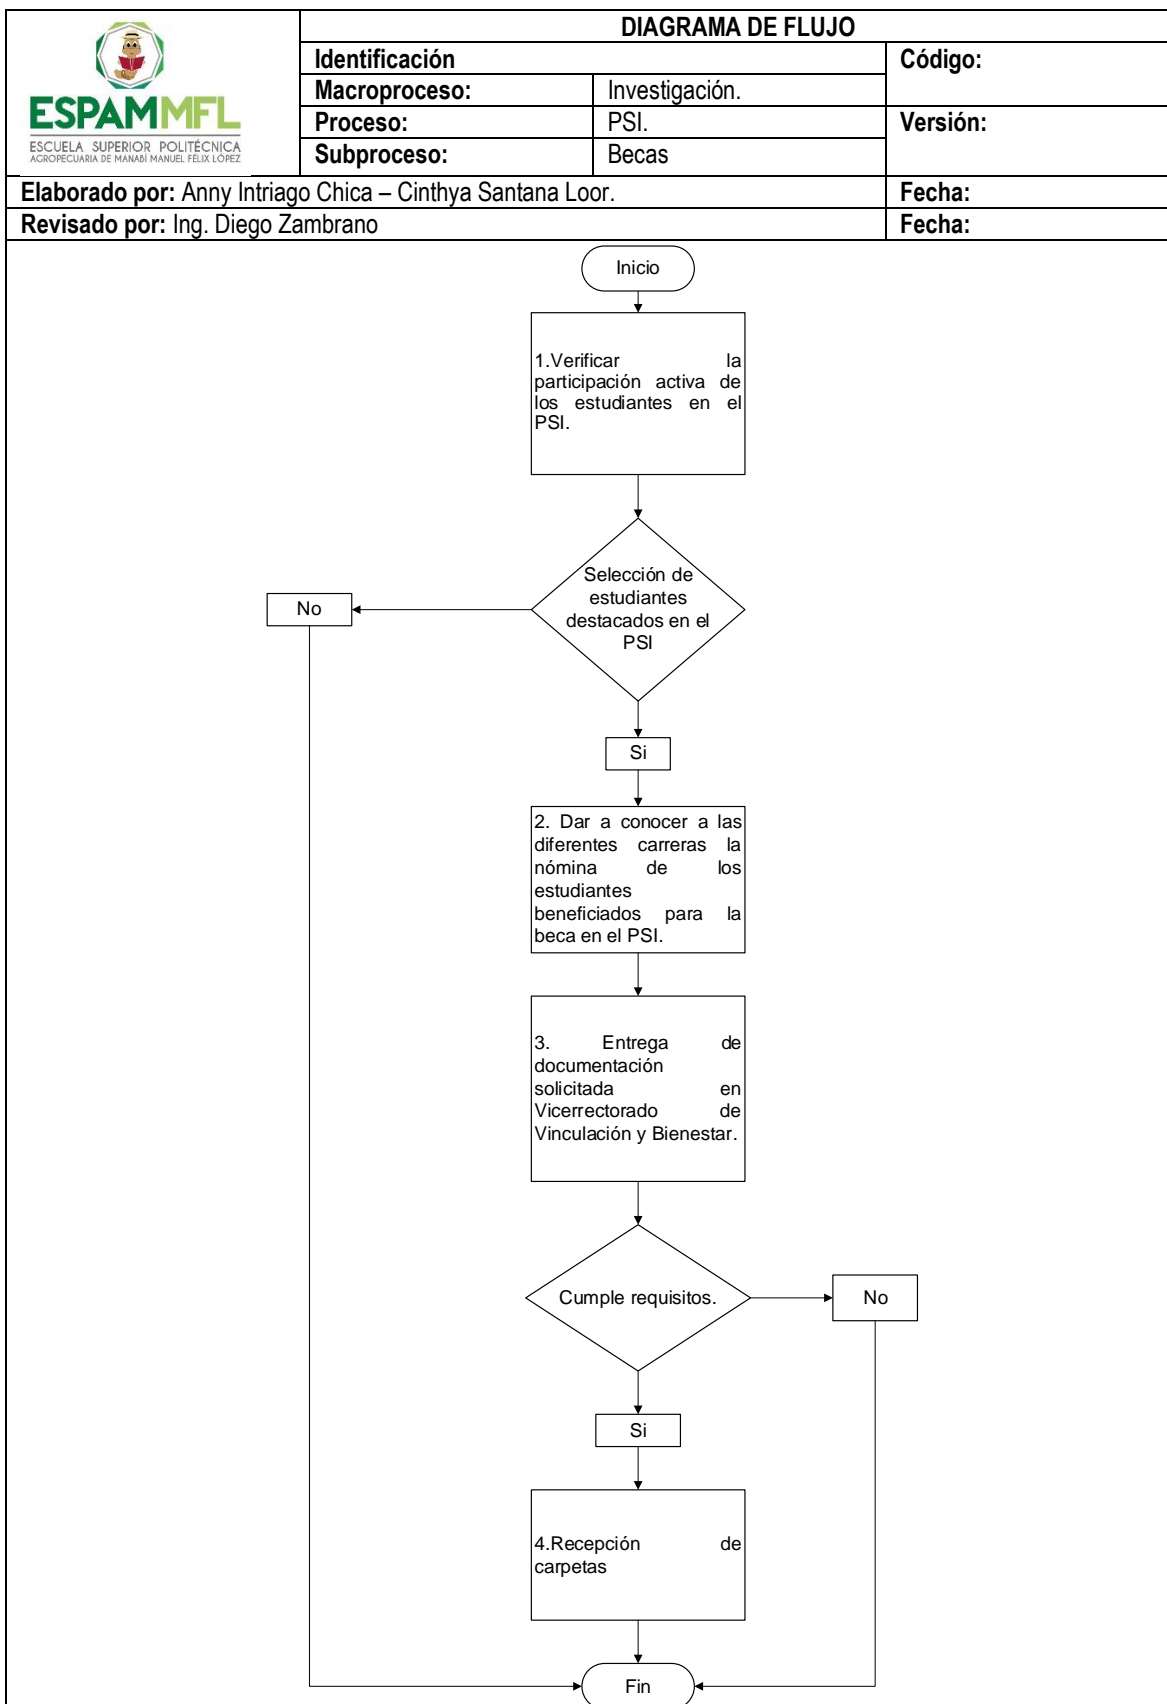 DIAGRAMA DE FLUJO
Identificación
Código:
Macroproceso:
Investigación.
Proceso:
PSI.
Versión:
Subproceso:
Becas
ESPAMMFL
ESCUELA SUPERIOR POLITÉCNICA
AGROPECUARIA DE MANABÍ MANUEL FÉLIX LÓPEZ
Elaborado por: Anny Intriago Chica – Cinthya Santana Loor.
Fecha:
Revisado por: Ing. Diego Zambrano
Fecha:
Inicio
1.Verificar la
participación activa de
los estudiantes en el
PSI.
Selección de
estudiantes
destacados en el
PSI
No
Si
2. Dar a conocer a las
diferentes carreras la
nómina de los
estudiantes
beneficiados para la
beca en el PSI.
3. Entrega de
documentación
solicitada en
Vicerrectorado de
Vinculación y Bienestar.
Cumple requisitos.
No
Si
4.Recepción de
carpetas
Fin